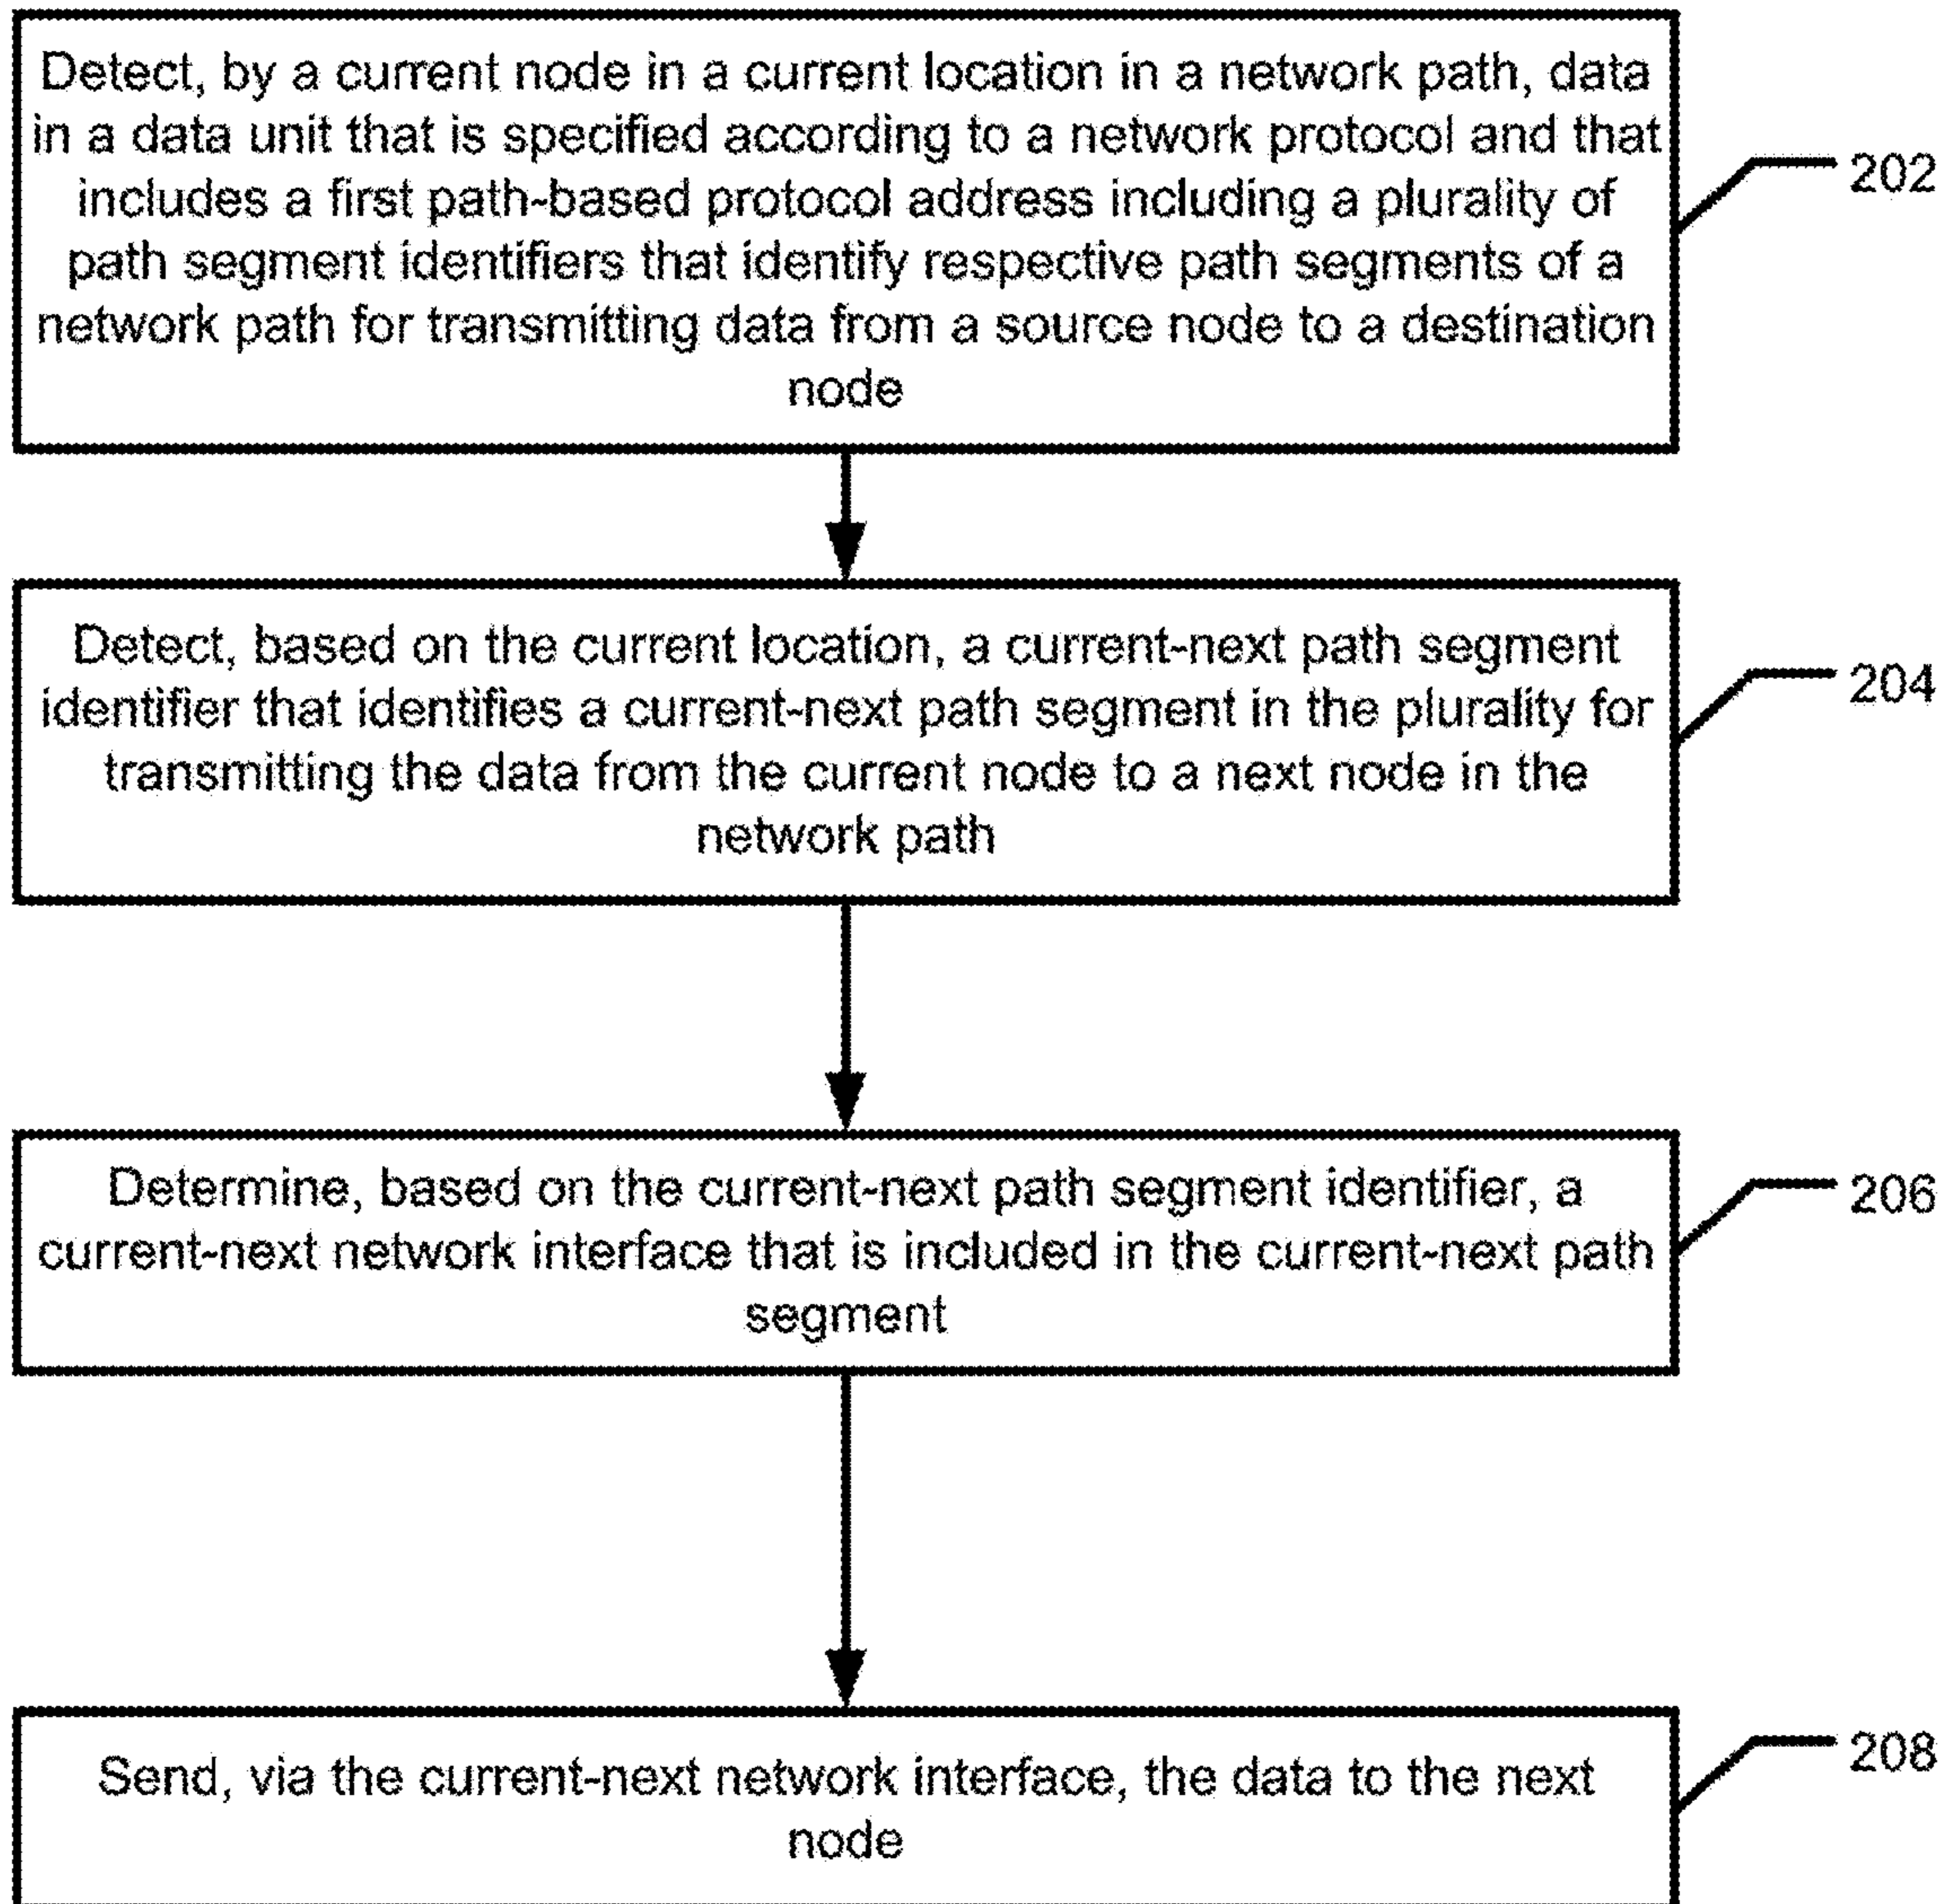 Detect, by a current node in a current location in a network path, data
in a data unit that is specified according to a network protocol and that
includes a first path-based protocol address including a plurality of
path segment identifiers that identify respective path segments of a
network path for transmitting data from a source node to a destination
node
202
Detect, based on the current location, a current-next path segment
identifier that identifies a current-next path segment in the plurality for
transmitting the data from the current node to a next node in the
network path
204
Determine, based on the current-next path segment identifier, a
current-next network interface that is included in the current-next path
segment
206
Send, via the current-next network interface, the data to the next
node
208